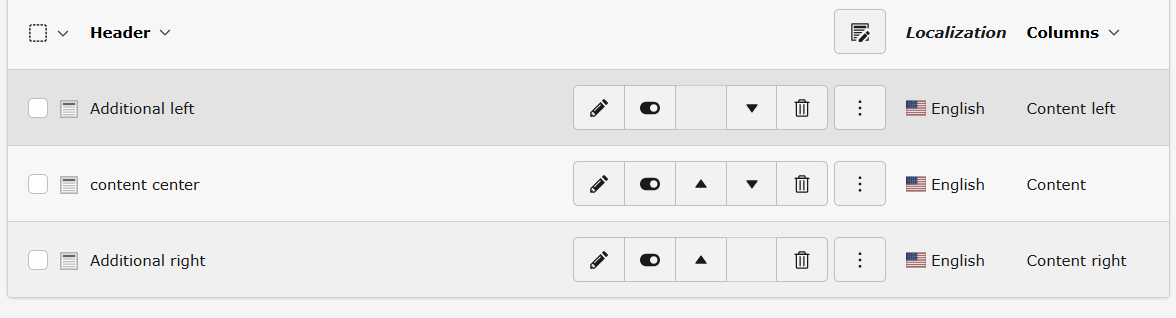 Header Localization Columns
Additional left English Content left
content center English Content
Additional right English Content right